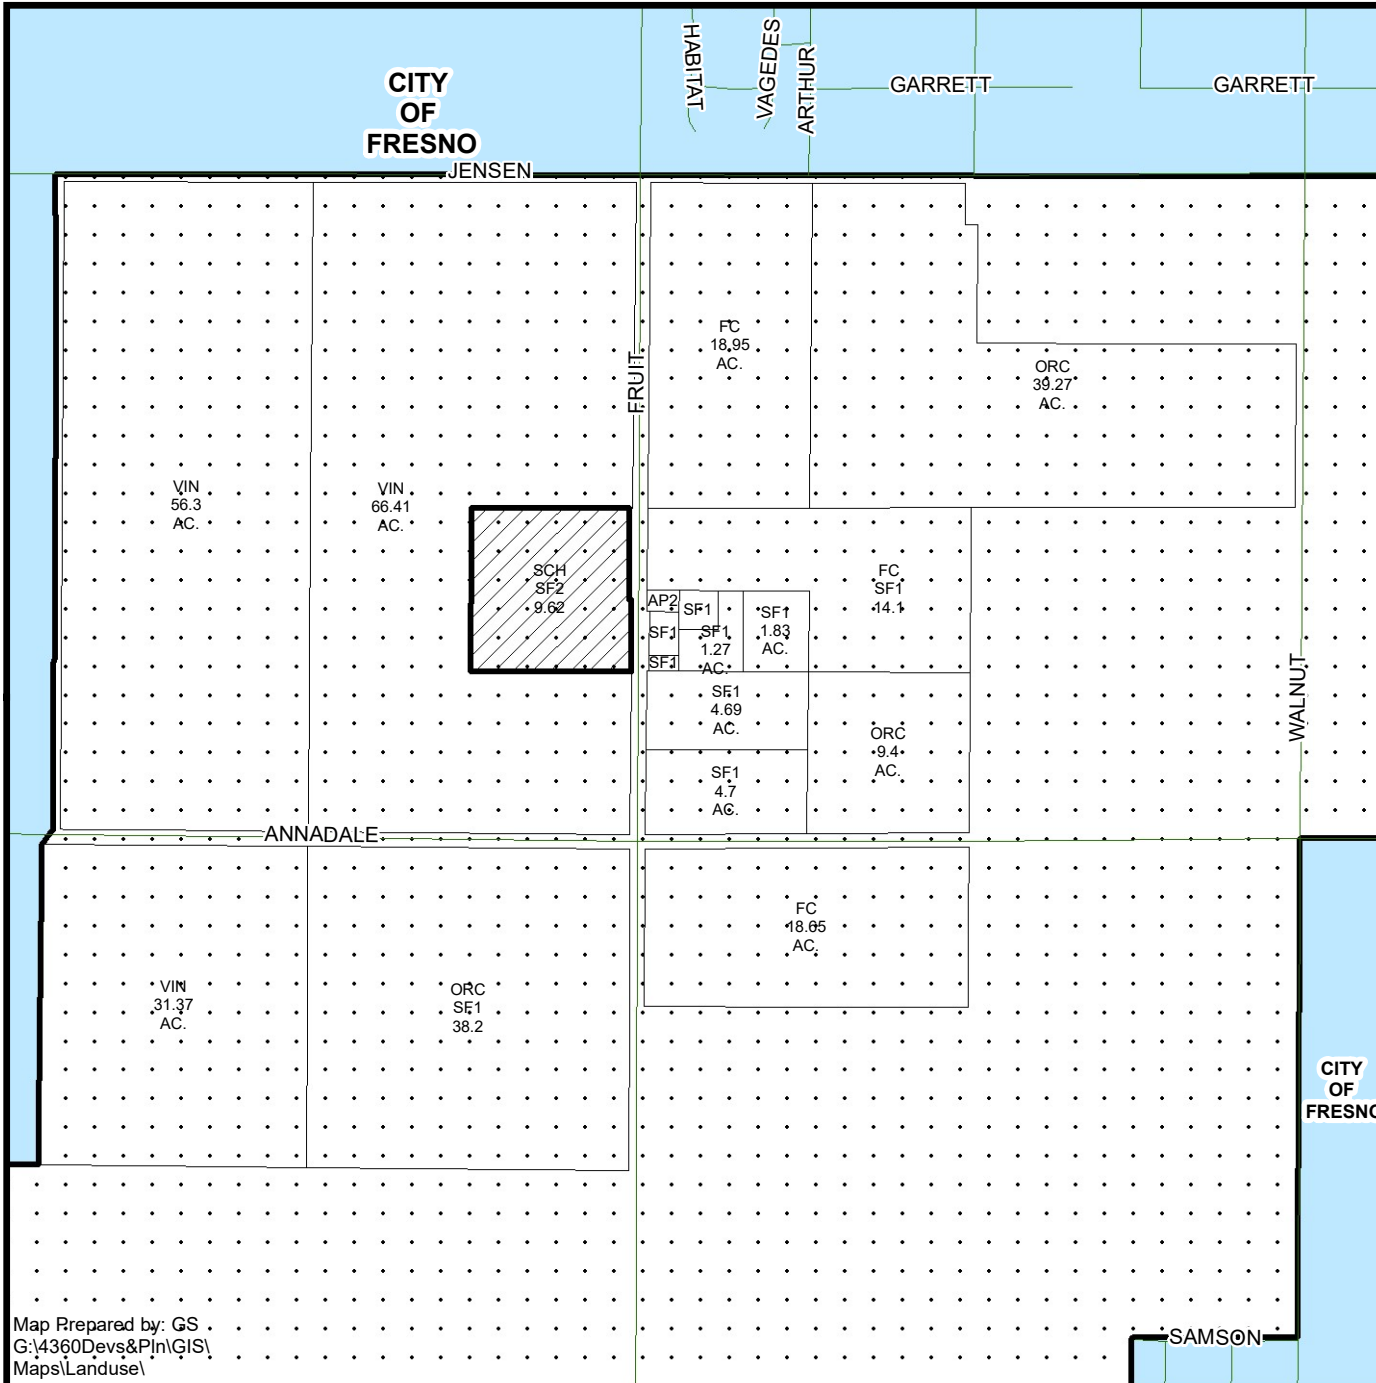 HABITAT
VAGEDES
ARTHUR
GARRETT
GARRETT
CITY
OF
FRESNO
JENSEN
FRUIT
FC
18.95
AC.
ORC
39.27
AC.
VIN
56.3
AC.
VIN
66.41
AC.
SCH
SF2
9.62
FC
SF1
14.1
AP2
SF1
SF1
1.83
AC.
SF1
SF1
1.27
AC.
SF1
SF1
4.69
AC.
WALNUT
ORC
9.4
AC.
SF1
4.7
AC.
ANNADALE
FC
18.65
AC.
VIN
31.37
AC.
ORC
SF1
38.2
CITY
OF
FRESNO
Map Prepared by: GS
G:\4360Devs&Pln\GIS\
Maps\Landuse\
SAMSON